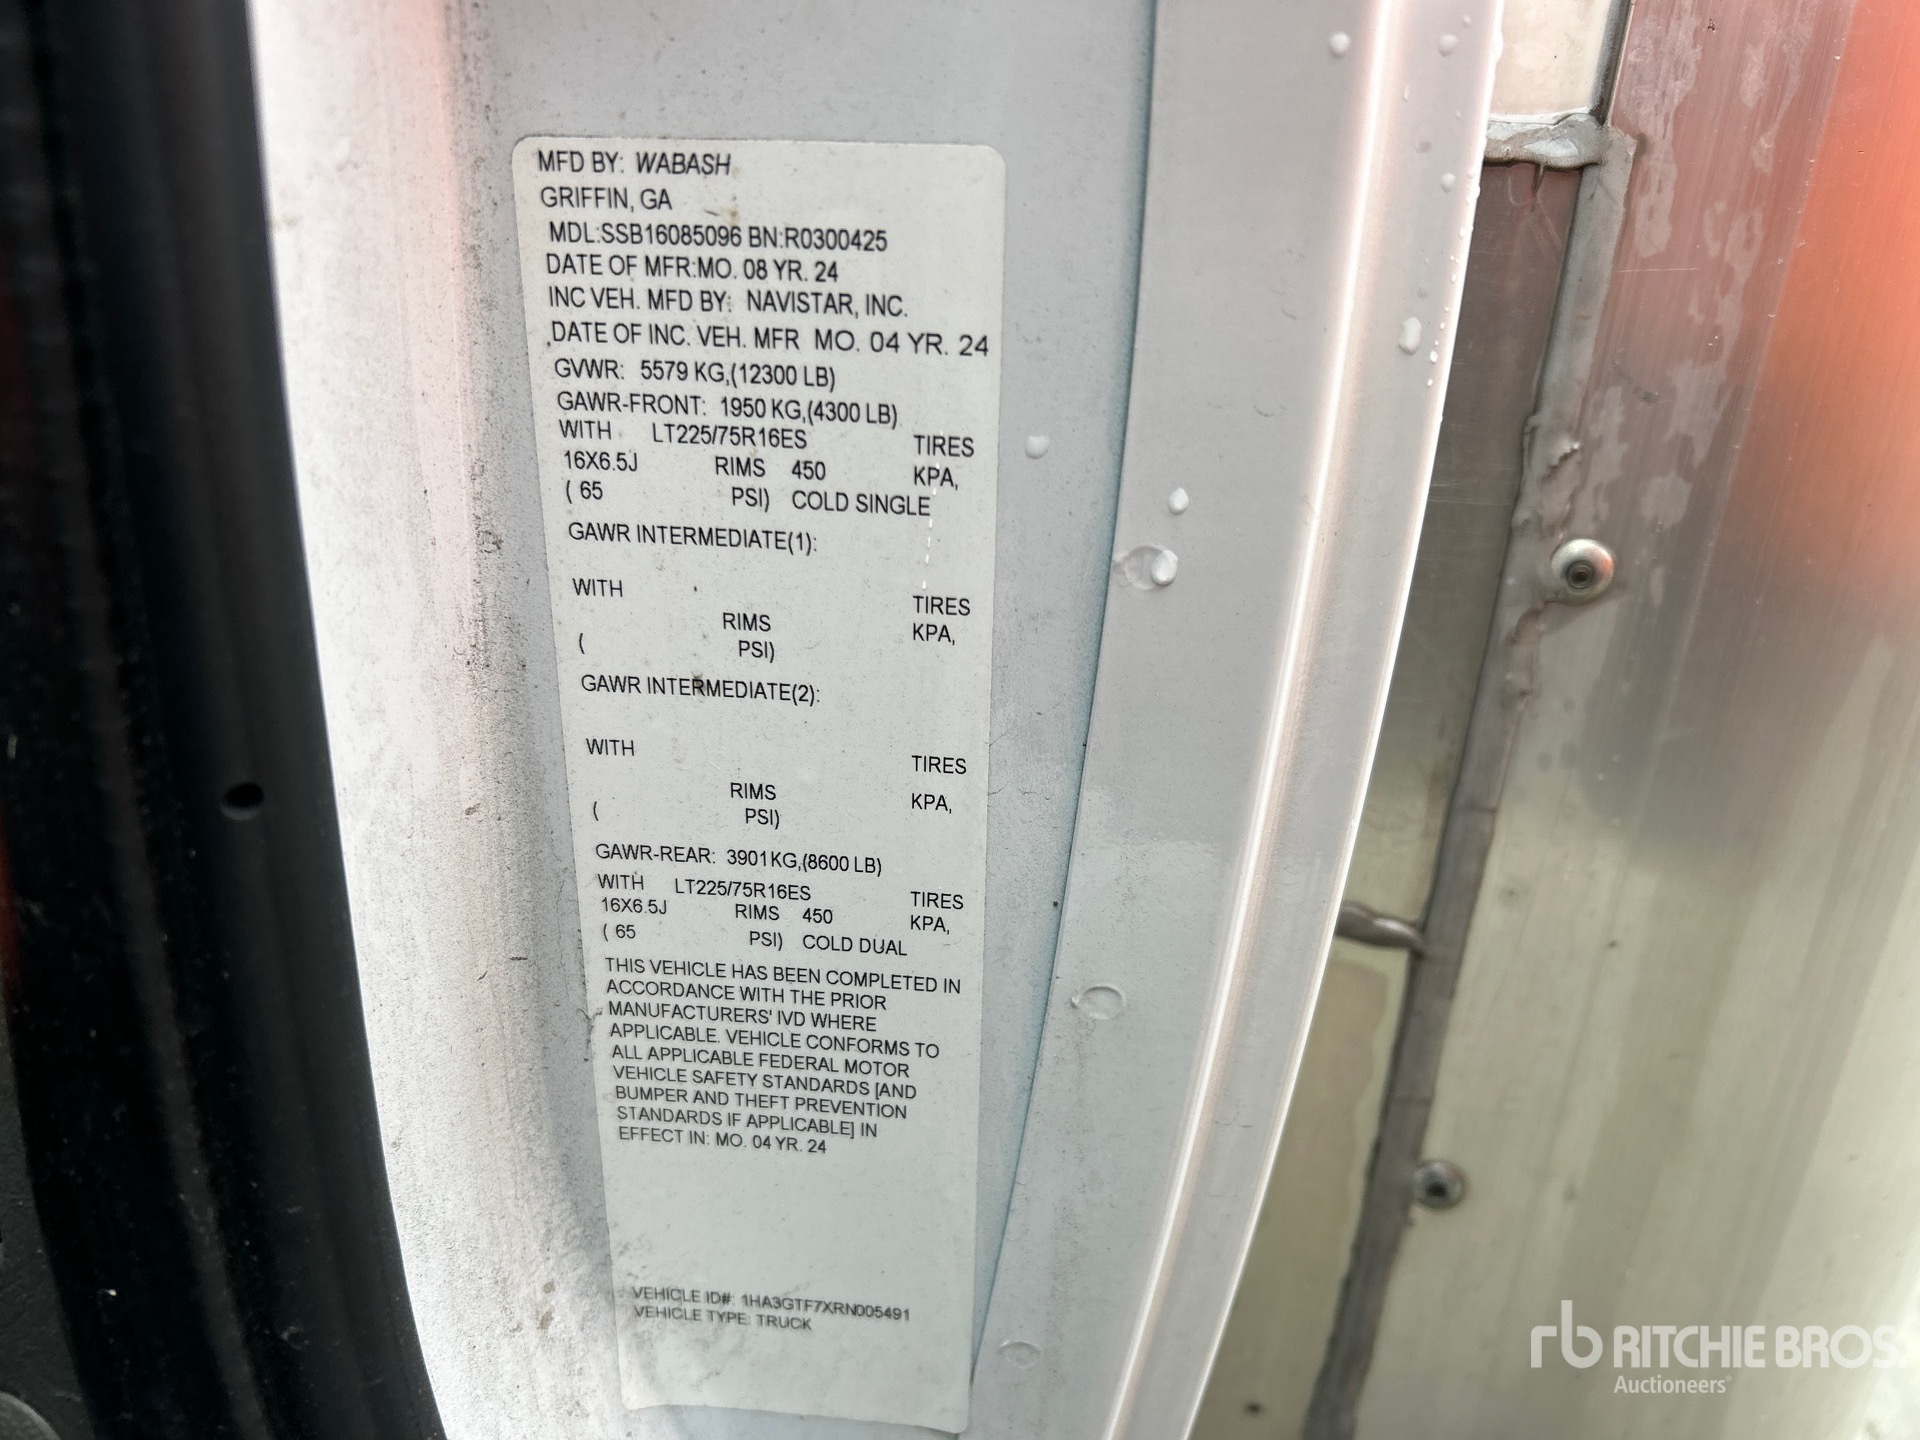 MFD BY: WABASH
GRIFFIN, GA
MDL:SSB16085096 BN:R0300425
DATE OF MFR:MO. 08 YR. 24
INC VEH. MFD BY: NAVISTAR, INC.
DATE OF INC. VEH. MFR MO. 04 YR. 24
GVWR: 5579 KG,(12300 LB)
GAWR-FRONT: 1950 KG,(4300 LB)
WITH LT225/75R16ES TIRES
16X6.5J RIMS 450 KPA,
( 65 PSI) COLD SINGLE
GAWR INTERMEDIATE(1):
WITH TIRES
RIMS KPA,
( PSI)
GAWR INTERMEDIATE(2):
WITH TIRES
RIMS KPA,
( PSI)
GAWR-REAR: 3901KG,(8600 LB)
WITH LT225/75R16ES TIRES
16X6.5J RIMS 450 KPA,
( 65 PSI) COLD DUAL
THIS VEHICLE HAS BEEN COMPLETED IN
ACCORDANCE WITH THE PRIOR
MANUFACTURERS' IVD WHERE
APPLICABLE. VEHICLE CONFORMS TO
ALL APPLICABLE FEDERAL MOTOR
VEHICLE SAFETY STANDARDS [AND
BUMPER AND THEFT PREVENTION
STANDARDS IF APPLICABLE] IN
EFFECT IN: MO. 04 YR. 24
VEHICLE ID#: 1HA3GTF7XRN005491
VEHICLE TYPE: TRUCK
rb RITCHIE BROS.
Auctioneers